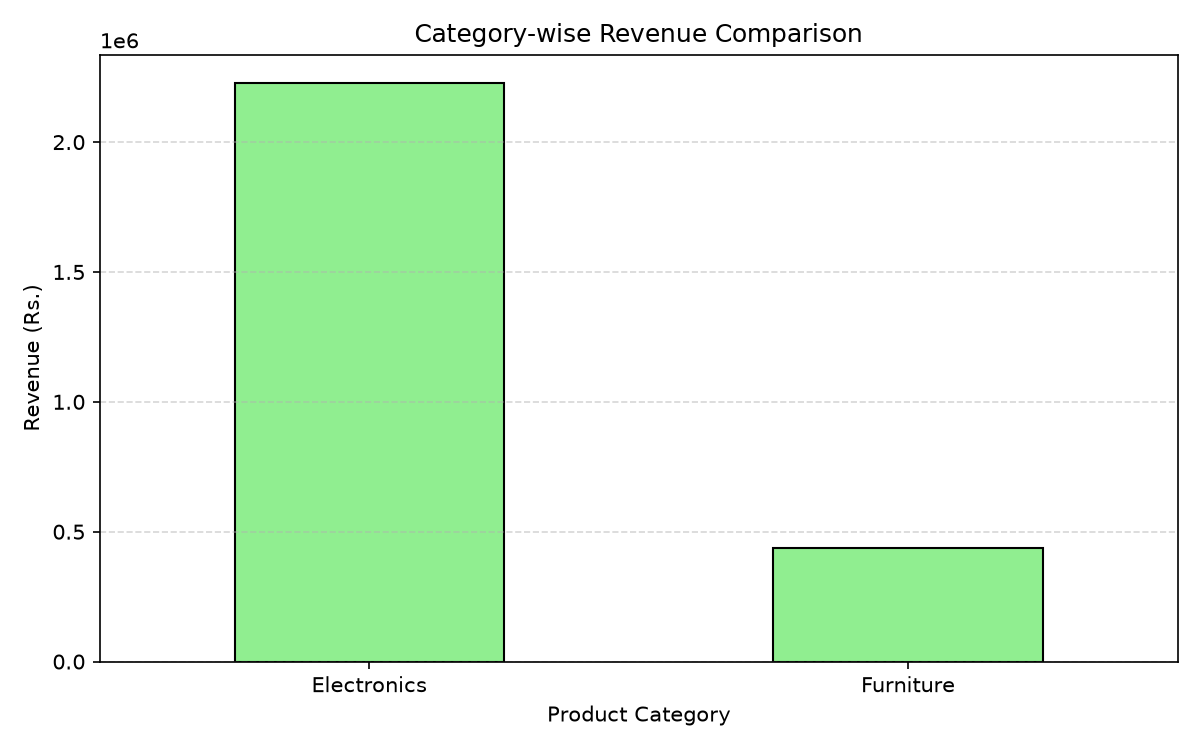 Category-wise Revenue Comparison
1e6
2.0
1.5
1.0
0.5
0.0
Revenue (Rs.)
Electronics
Furniture
Product Category